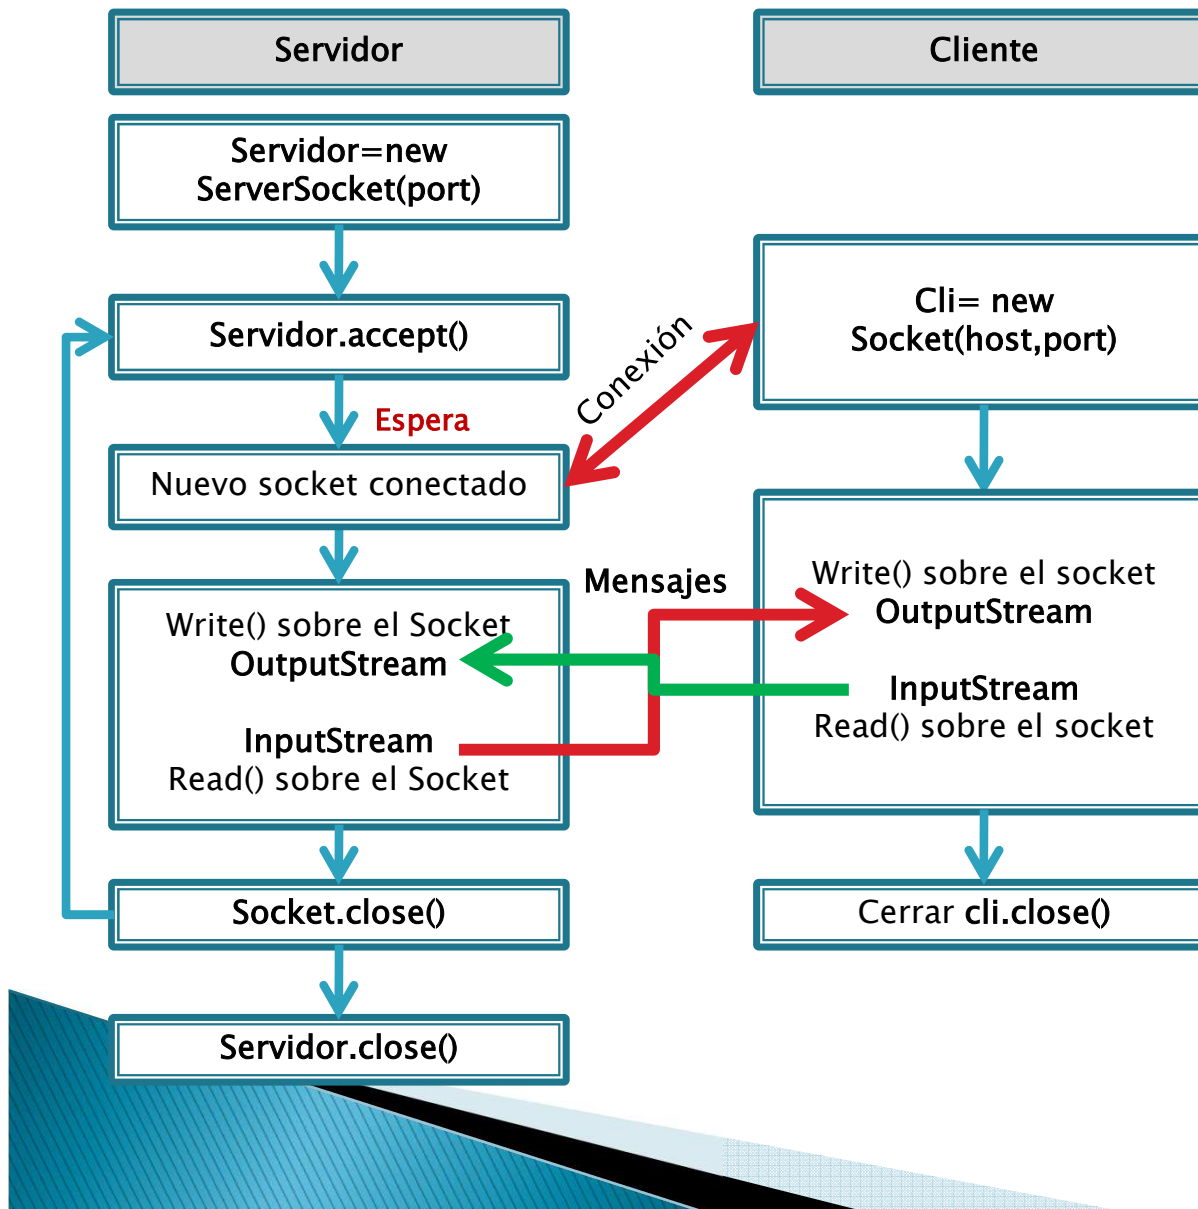 Servidor
Servidor=new
ServerSocket(port)
Servidor.accept()
Espera
Nuevo socket conectado
Write() sobre el Socket
OutputStream
InputStream
Read() sobre el Socket
Socket.close()
Servidor.close()
Conexión
Mensajes
Cliente
Cli= new
Socket(host,port)
Write() sobre el socket
OutputStream
InputStream
Read() sobre el socket
Cerrar cli.close()